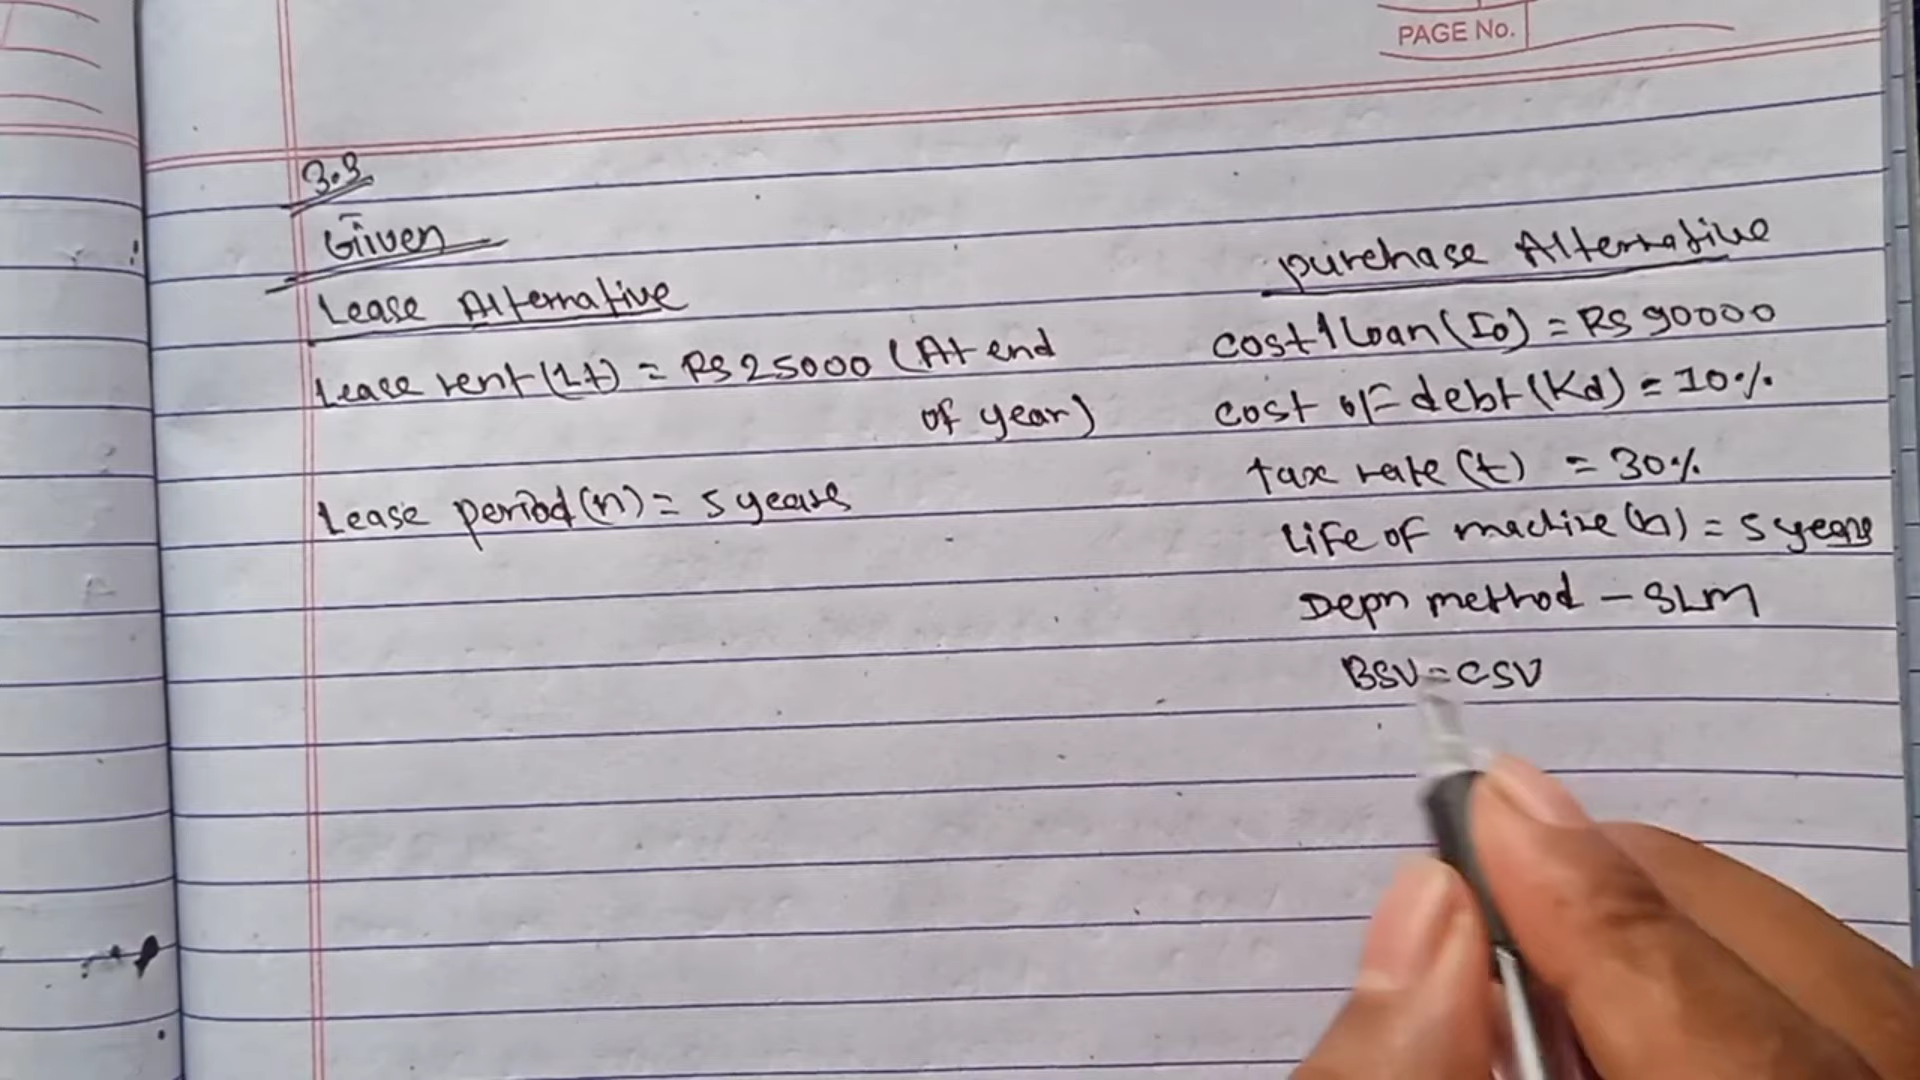 PAGE No.
3.3
Given
Lease Alternative
Lease rent (Lt) = RS 25000 (At end
of year)
Lease period (n) = 5 years
purchase Alternative
cost / Loan (I0) = RS 90000
cost of debt (Kd) = 10%
tax rate (t) = 30%
Life of machine (n) = 5 years
Depn method - SLM
BSV = CSV